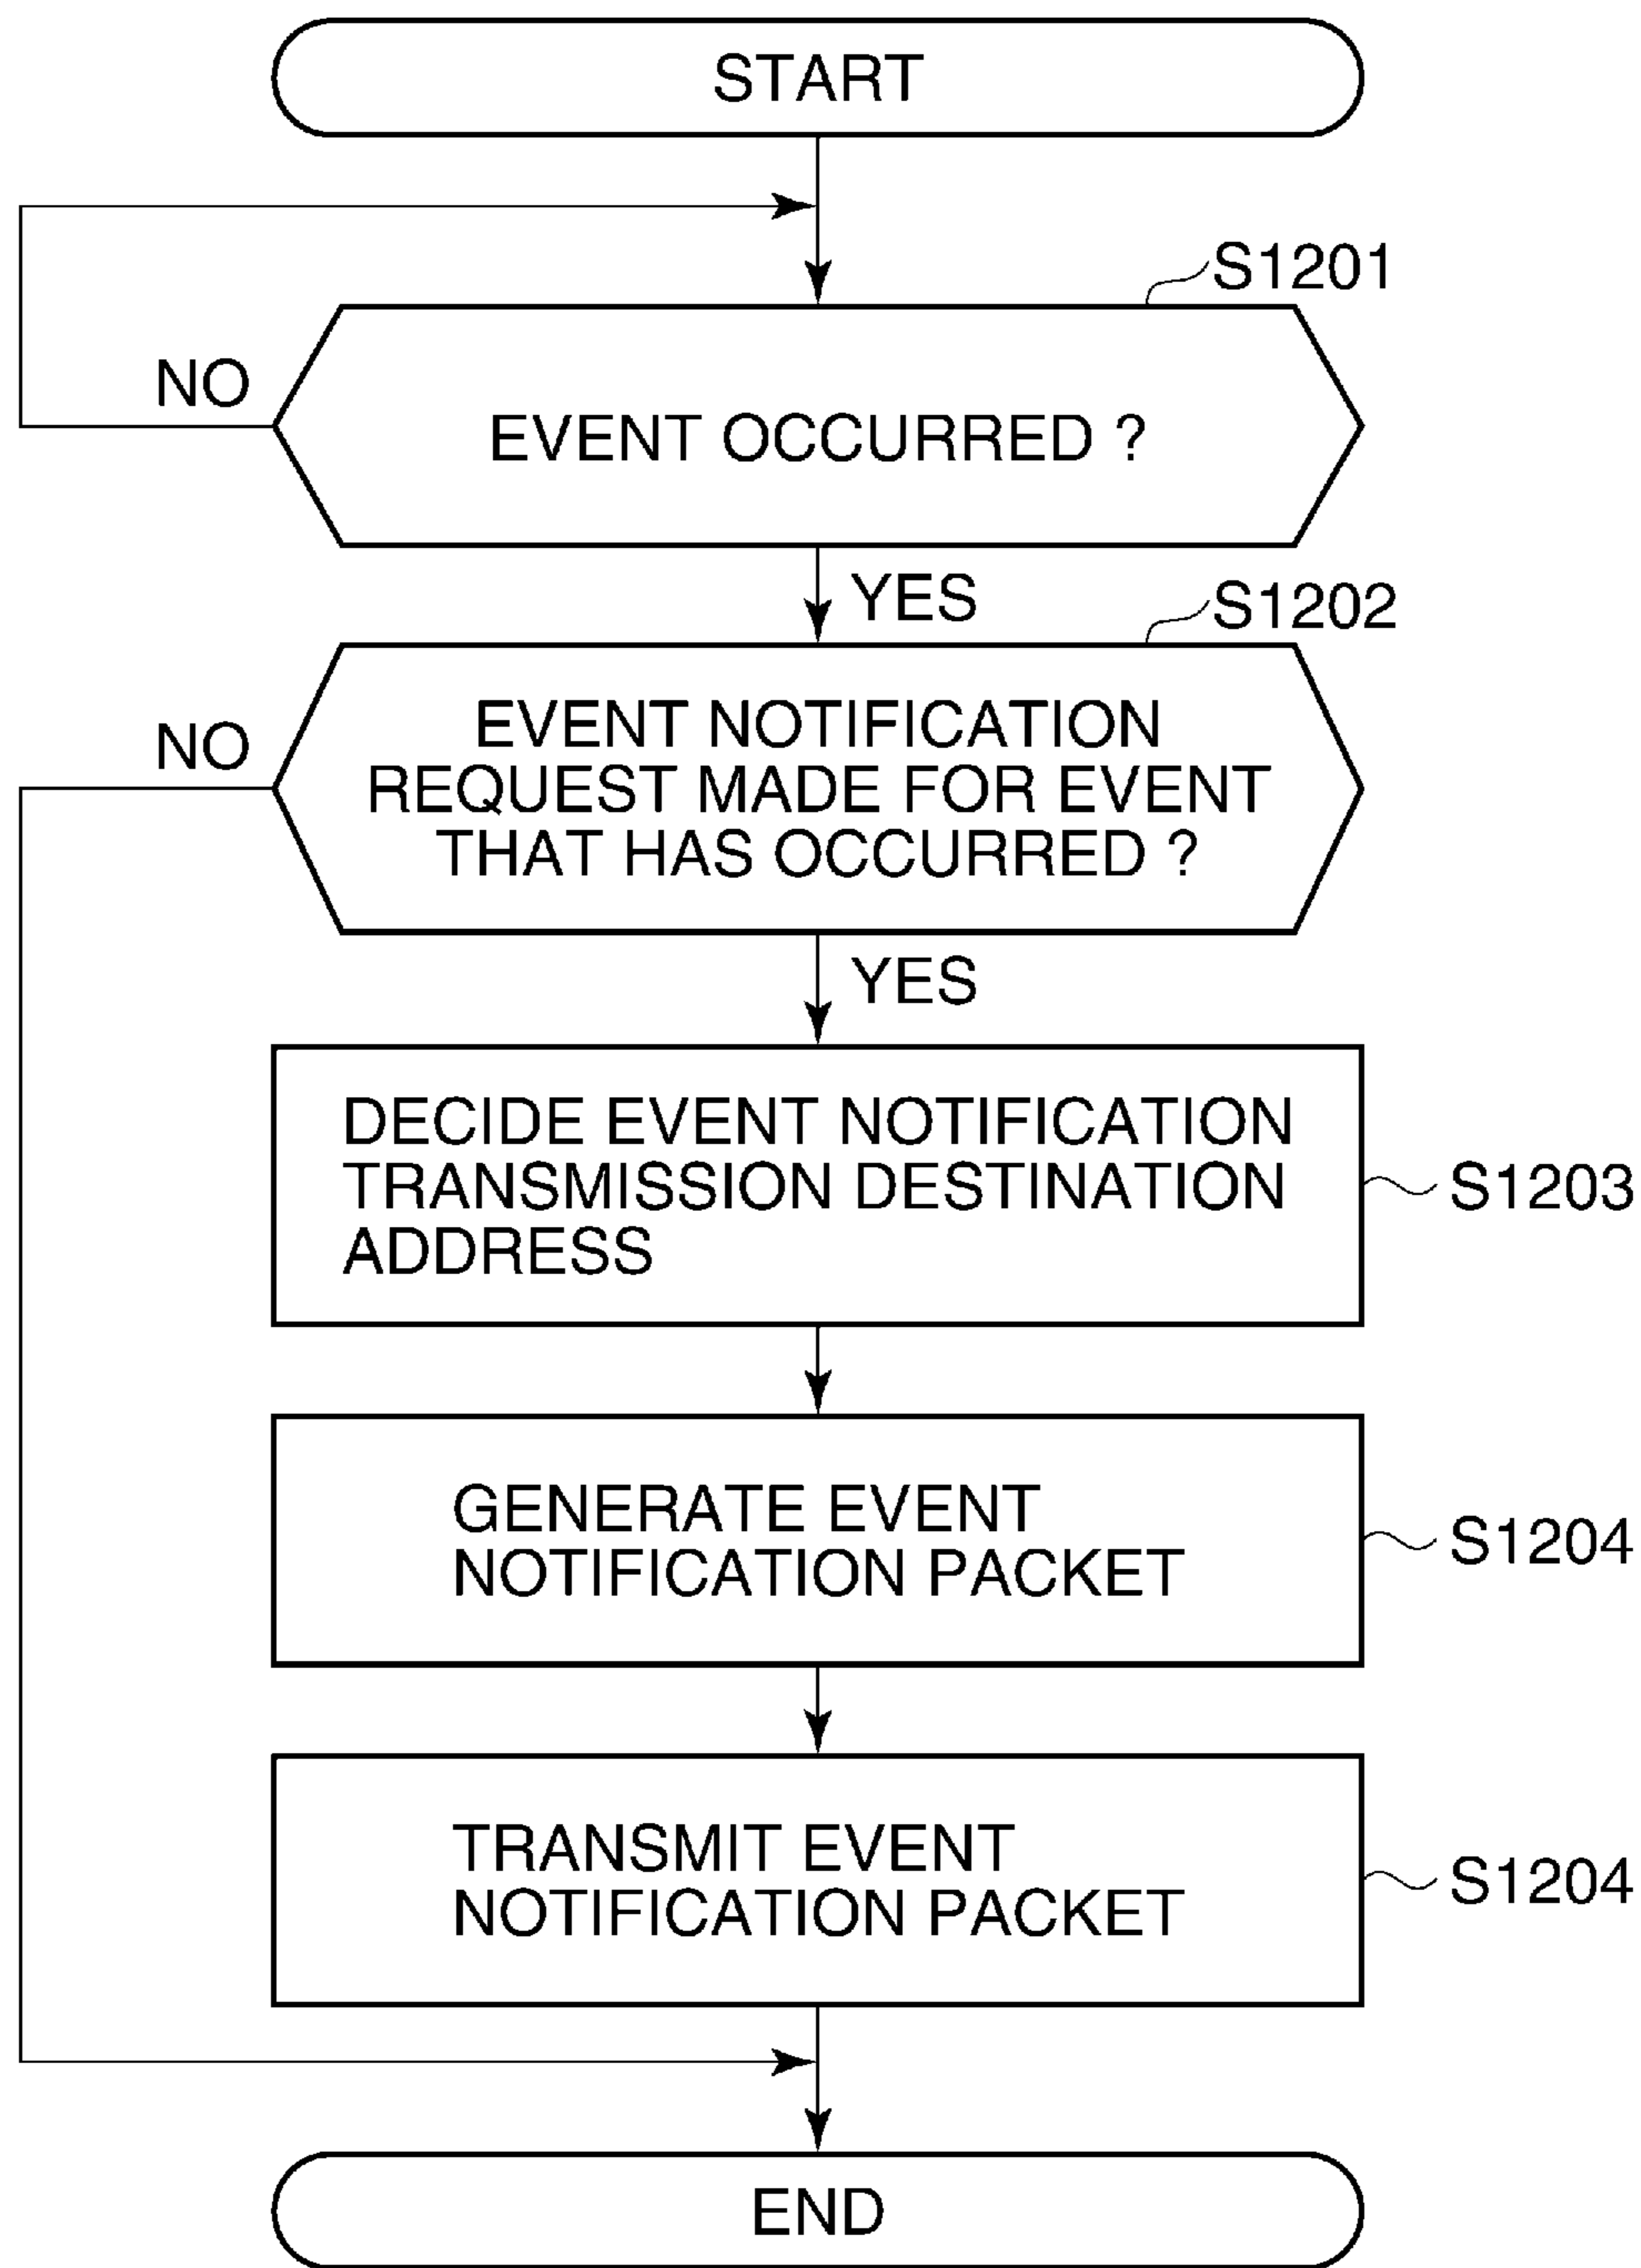 START
S1201
NO
EVENT OCCURRED ?
YES
S1202
NO
EVENT NOTIFICATION
REQUEST MADE FOR EVENT
THAT HAS OCCURRED ?
YES
DECIDE EVENT NOTIFICATION
TRANSMISSION DESTINATION
ADDRESS
S1203
GENERATE EVENT
NOTIFICATION PACKET
S1204
TRANSMIT EVENT
NOTIFICATION PACKET
S1204
END